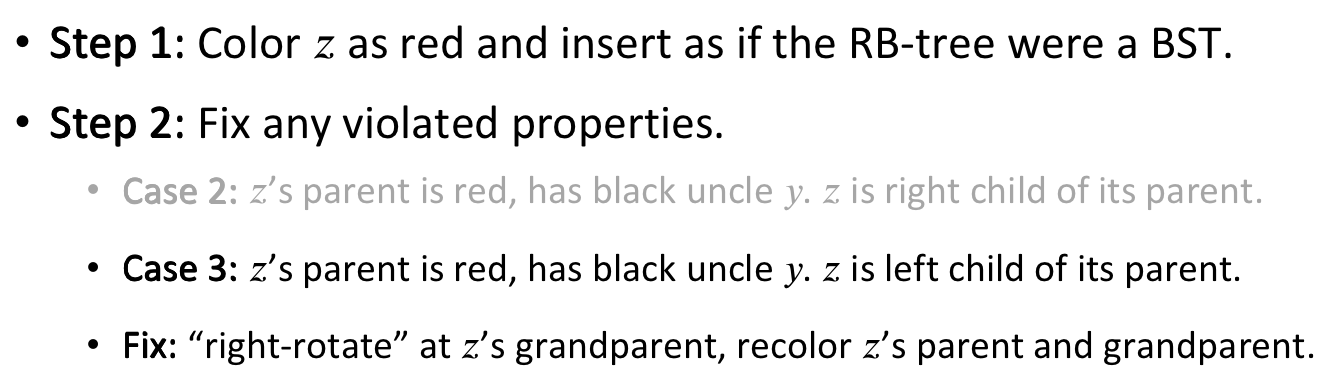 • Step 1: Color z as red and insert as if the RB-tree were a BST.
• Step 2: Fix any violated properties.
• Case 2: z’s parent is red, has black uncle y. z is right child of its parent.
• Case 3: z’s parent is red, has black uncle y. z is left child of its parent.
• Fix: “right-rotate” at z’s grandparent, recolor z’s parent and grandparent.